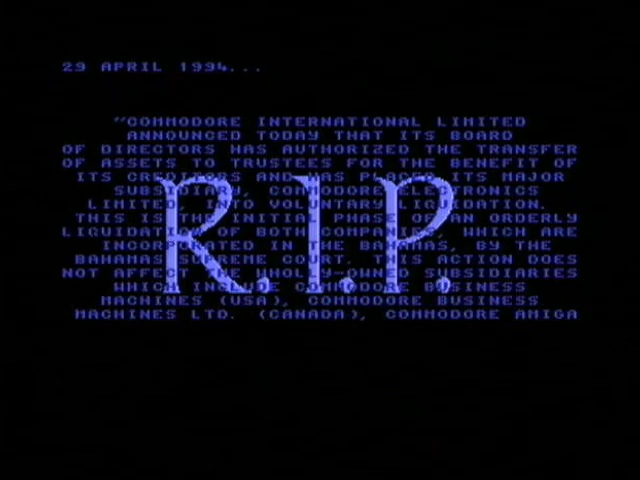 29 APRIL 1994...
"COMMODORE INTERNATIONAL LIMITED
ANNOUNCED TODAY THAT ITS BOARD
OF DIRECTORS HAS AUTHORIZED THE TRANSFER
OF ASSETS TO TRUSTEES FOR THE BENEFIT OF
ITS CREDITORS AND HAS PLACED ITS MAJOR
SUBSIDIARY, COMMODORE ELECTRONICS
LIMITED, INTO VOLUNTARY LIQUIDATION.
THIS IS THE INITIAL PHASE OF AN ORDERLY
LIQUIDATION OF BOTH COMPANIES, WHICH ARE
INCORPORATED IN THE BAHAMAS, BY THE
BAHAMAS SUPREME COURT. THIS ACTION DOES
NOT AFFECT THE WHOLLY-OWNED SUBSIDIARIES
WHICH INCLUDE COMMODORE BUSINESS
MACHINES (USA), COMMODORE BUSINESS
MACHINES LTD. (CANADA), COMMODORE AMIGA
R.I.P.